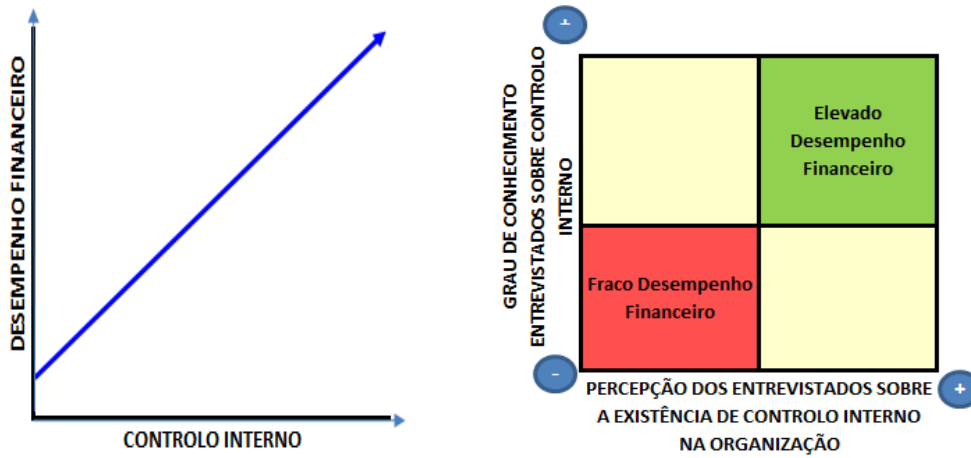 DESEMPENHO FINANCEIRO
CONTROLO INTERNO
+
GRAU DE CONHECIMENTO
ENTREVISTADOS SOBRE CONTROLO
INTERNO
Elevado
Desempenho
Financeiro
Fraco Desempenho
Financeiro
-
+
PERCEPÇÃO DOS ENTREVISTADOS SOBRE
A EXISTÊNCIA DE CONTROLO INTERNO
NA ORGANIZAÇÃO